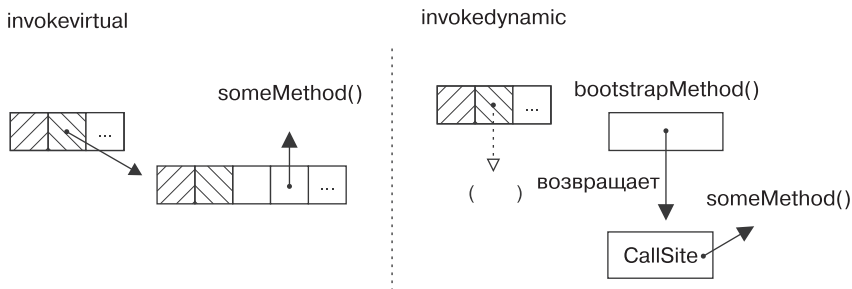 invokevirtual
someMethod()
...
...
invokedynamic
...
bootstrapMethod()
( )
возвращает
someMethod()
CallSite